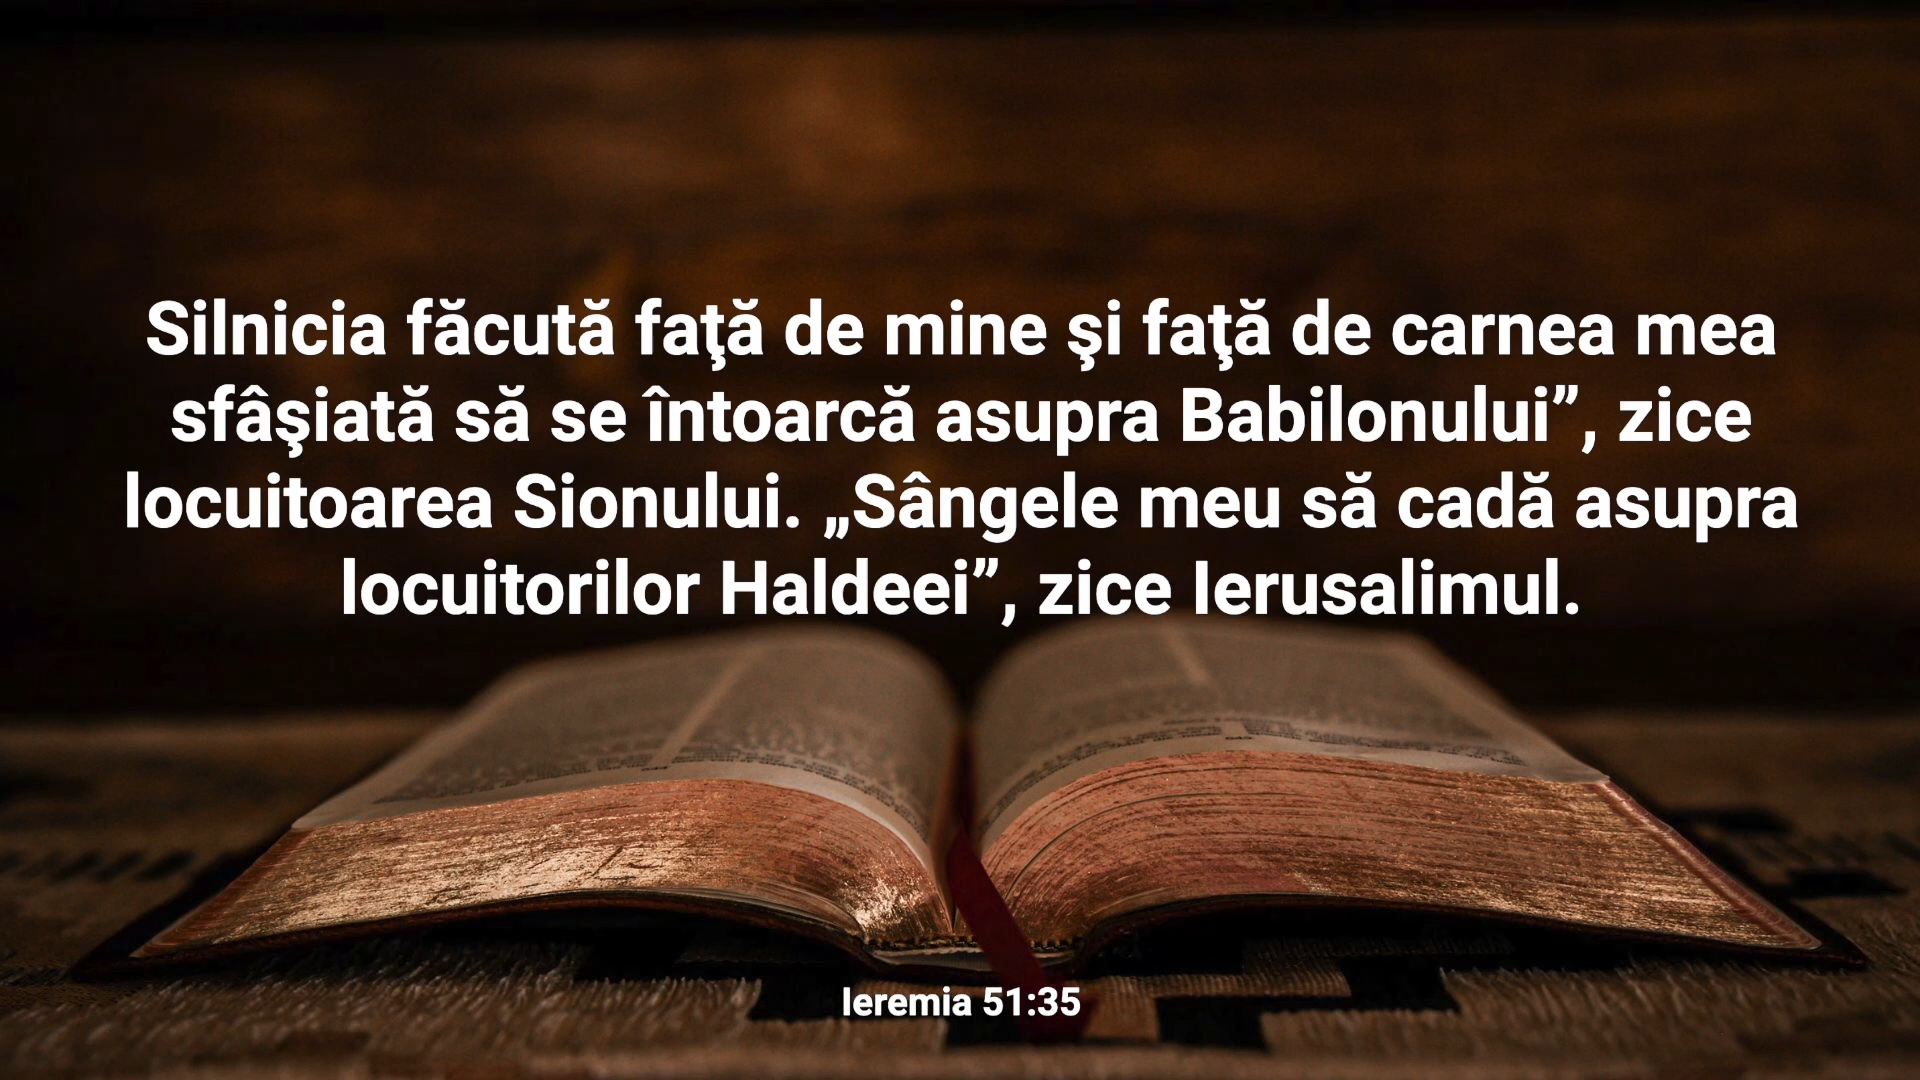 Silnicia făcută faţă de mine şi faţă de carnea mea
sfâşiată să se întoarcă asupra Babilonului”, zice
locuitoarea Sionului. „Sângele meu să cadă asupra
locuitorilor Haldeei”, zice Ierusalimul.
Ieremia 51:35